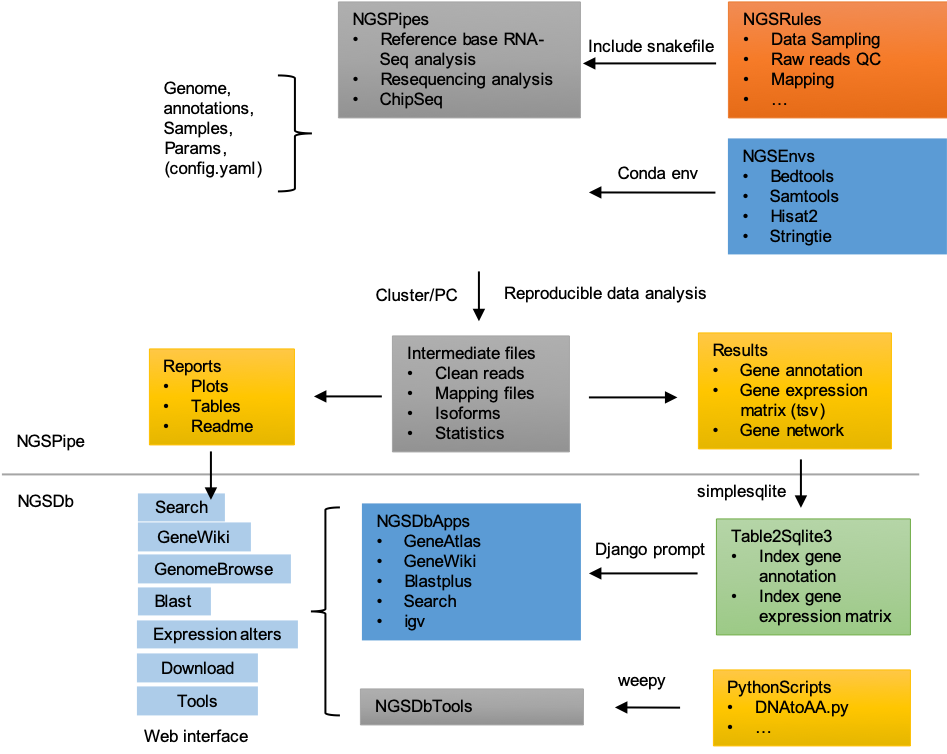 NGSPipes
• Reference base RNA-
Seq analysis
• Resequencing analysis
• ChipSeq
Include snakefile
NGSRules
• Data Sampling
• Raw reads QC
• Mapping
• …
Genome,
annotations,
Samples,
Params,
(config.yaml)
Conda env
NGSEnvs
• Bedtools
• Samtools
• Hisat2
• Stringtie
Cluster/PC
Reproducible data analysis
Reports
• Plots
• Tables
• Readme
Intermediate files
• Clean reads
• Mapping files
• Isoforms
• Statistics
Results
• Gene annotation
• Gene expression
matrix (tsv)
• Gene network
NGSPipe
NGSDb
simplesqlite
Search
GeneWiki
GenomeBrowse
Blast
Expression alters
Download
Tools
Web interface
NGSDbApps
• GeneAtlas
• GeneWiki
• Blastplus
• Search
• igv
Django prompt
Table2Sqlite3
• Index gene
annotation
• Index gene
expression matrix
NGSDbTools
weepy
PythonScripts
• DNAtoAA.py
• …